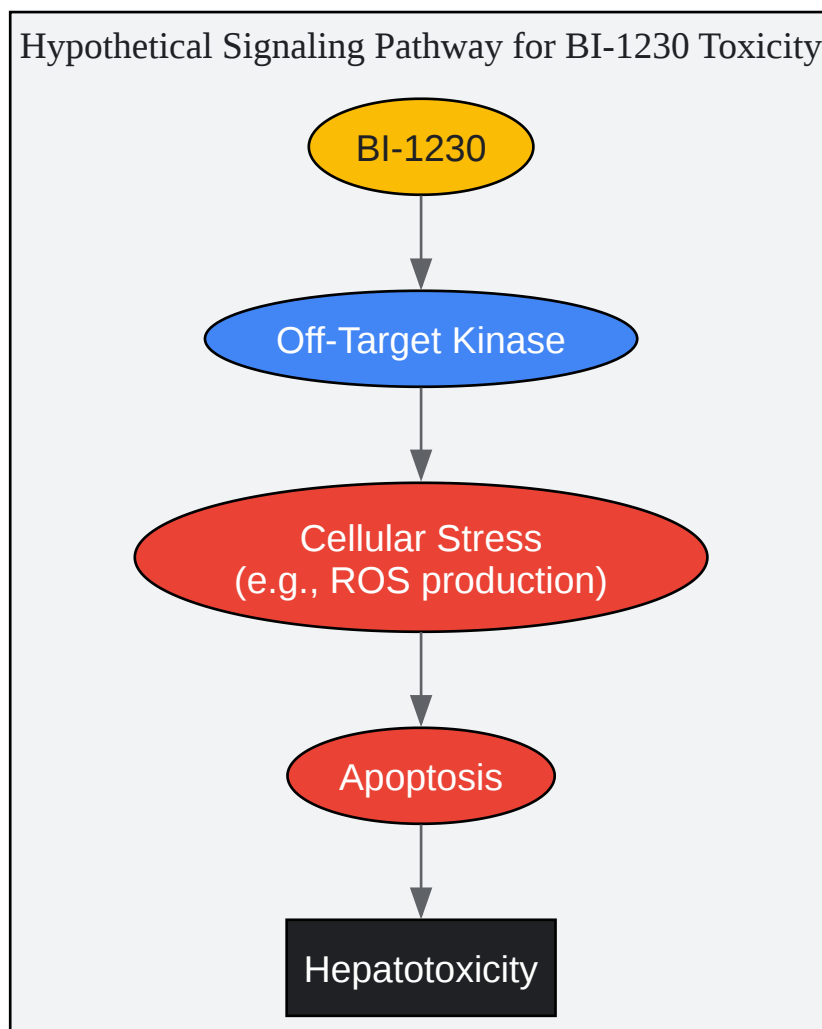 Hypothetical Signaling Pathway for BI-1230 Toxicity
BI-1230
Off-Target Kinase
Cellular Stress
(e.g., ROS production)
Apoptosis
Hepatotoxicity